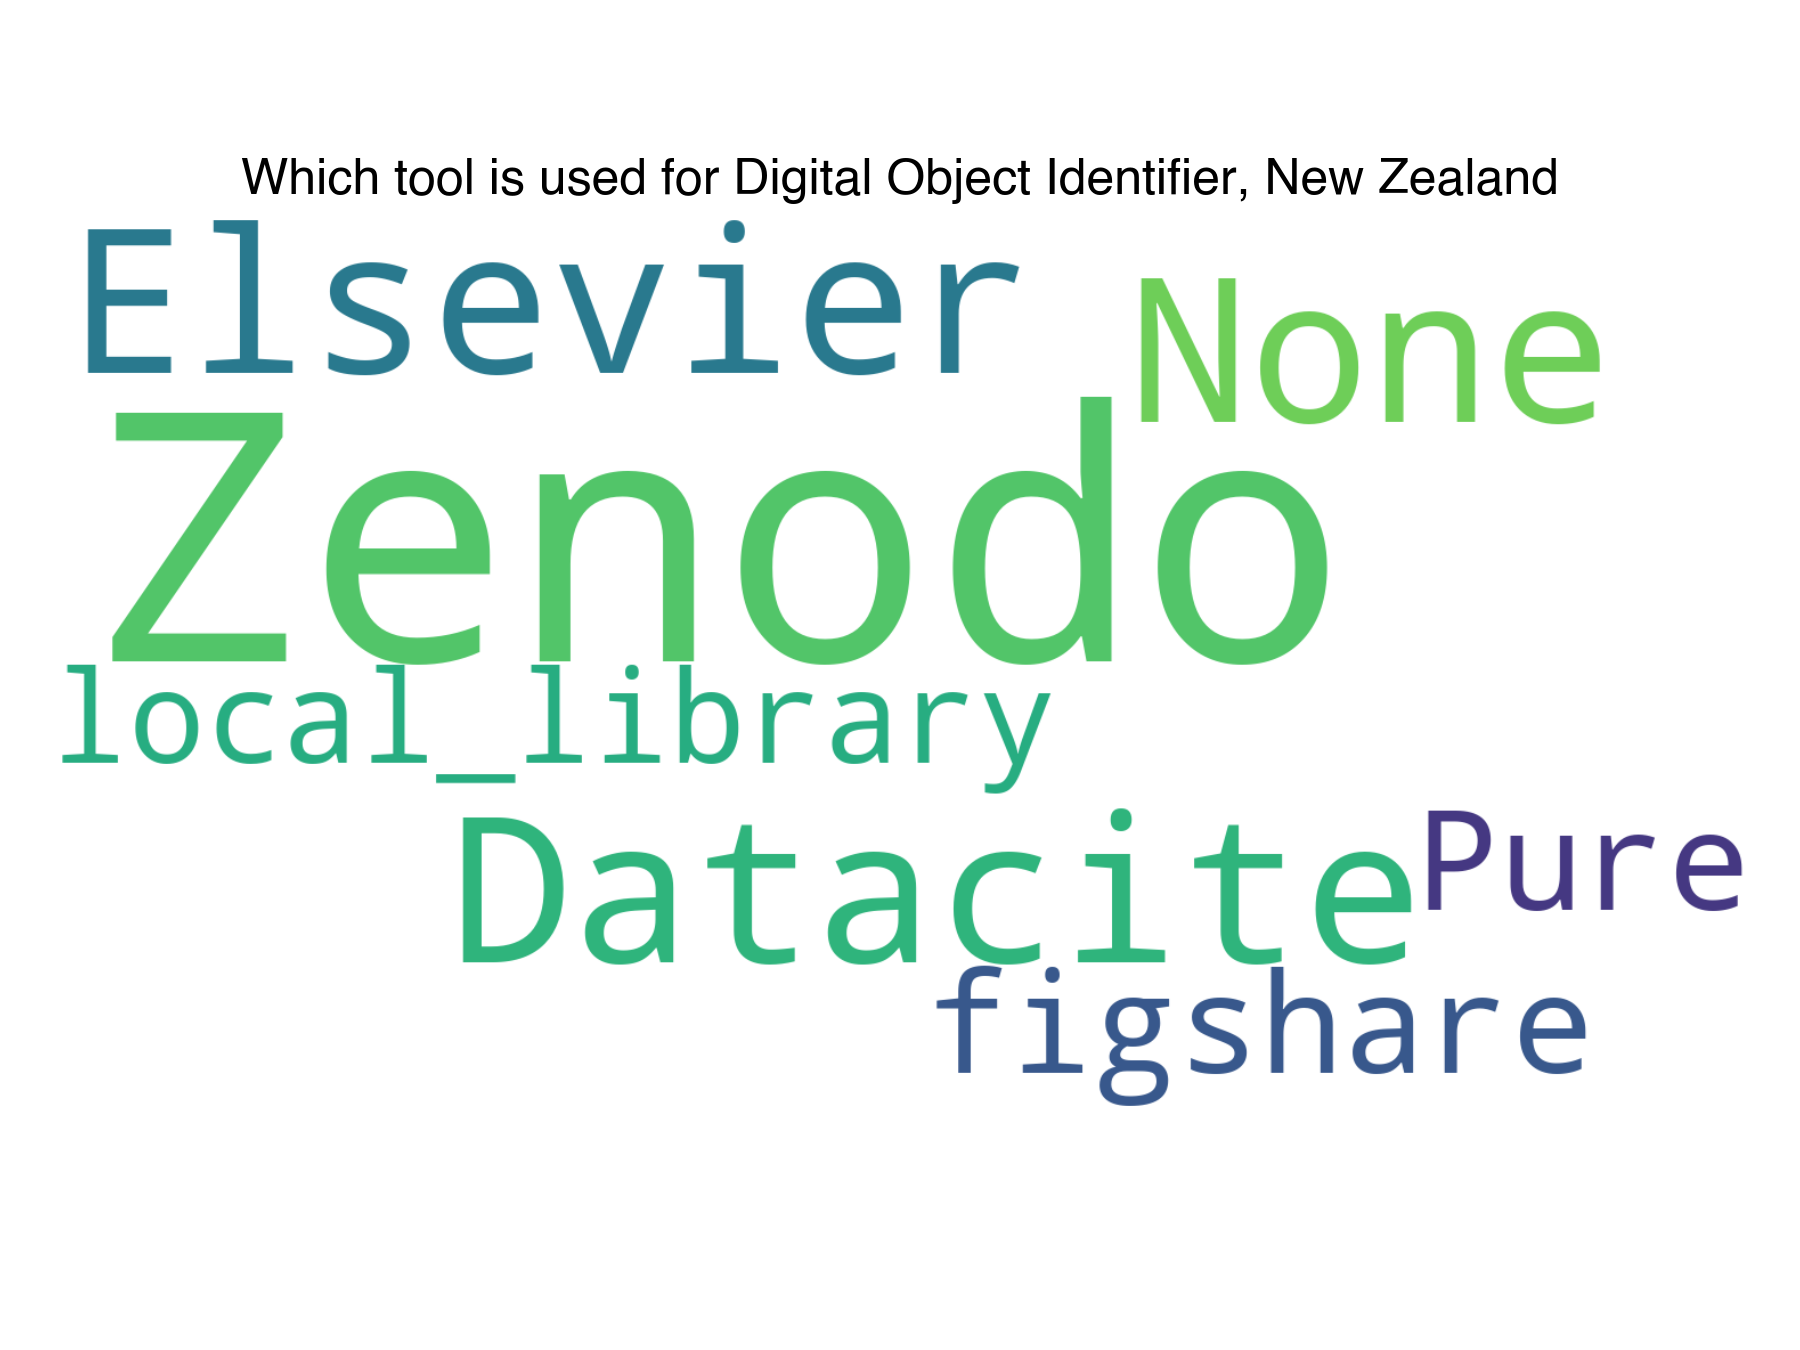 Which tool is used for Digital Object Identifier, New Zealand
Elsevier
None
Zenodo
local_library
Datacite
Pure
figshare